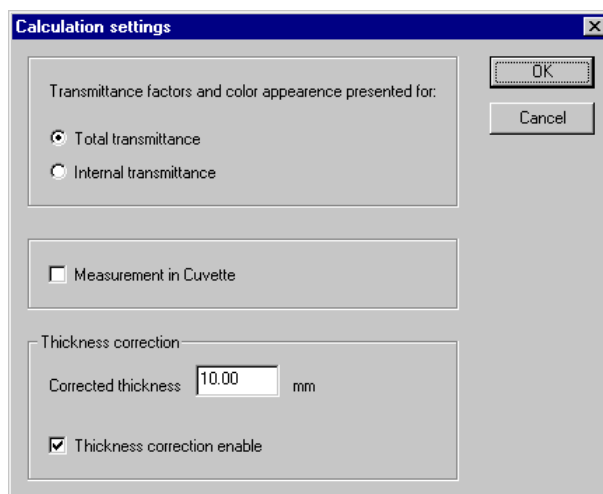 Calculation settings
Transmittance factors and color appearence presented for:
Total transmittance
Internal transmittance
OK
Cancel
Measurement in Cuvette
Thickness correction
Corrected thickness 10.00 mm
Thickness correction enable